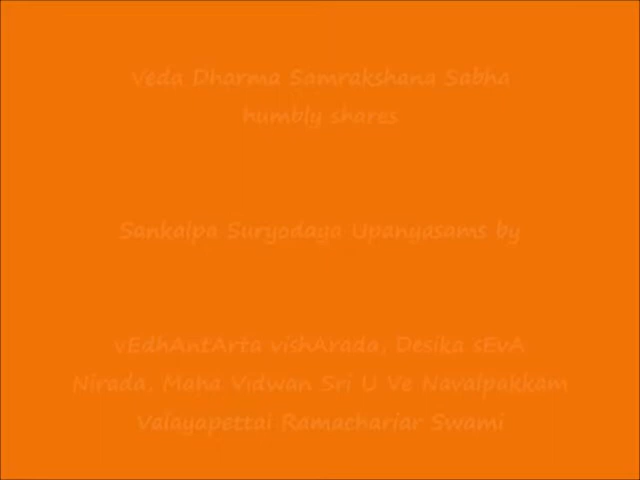 Veda Dharma Samrakshana Sabha
humbly shares
Sankalpa Suryodaya Upanyasams by
vEdhAntArta vishArada, Desika sEvA
Nirada, Maha Vidwan Sri U Ve Navalpakkam
Valayapettai Ramachariar Swami